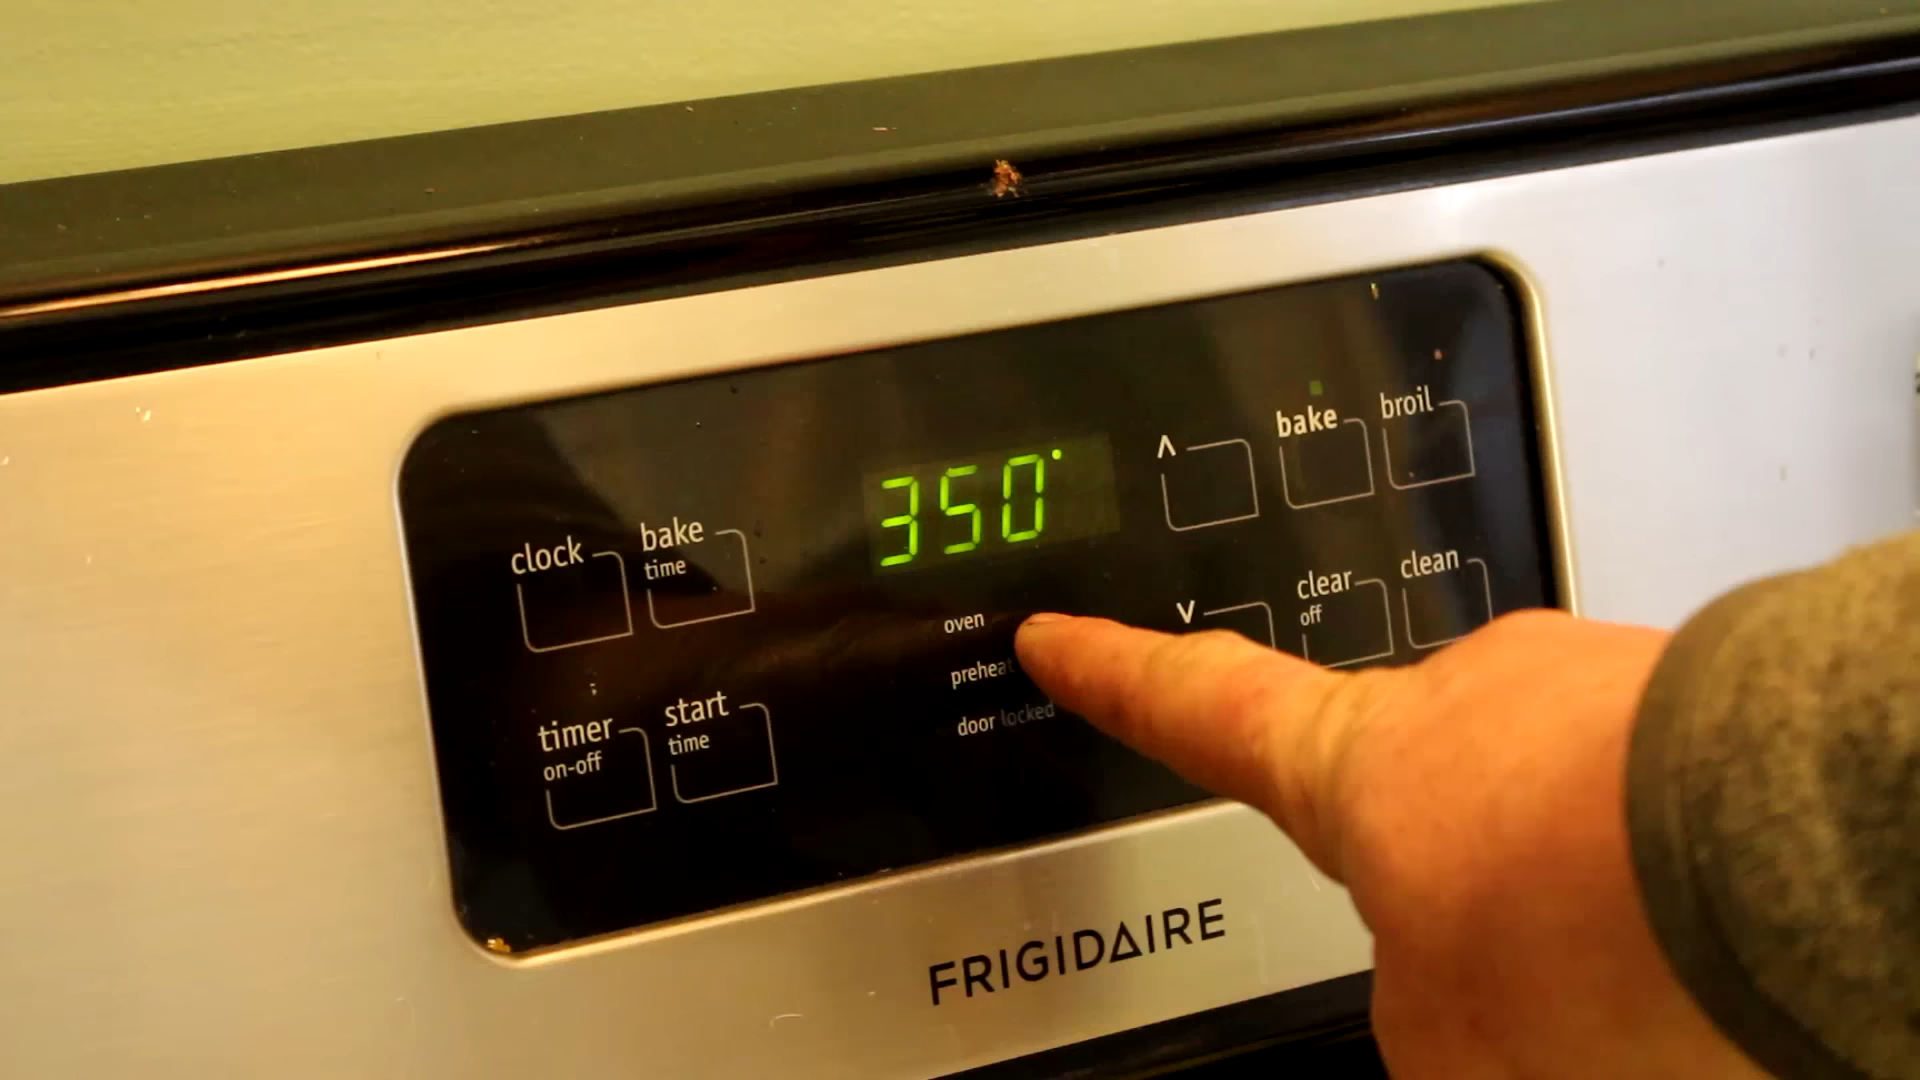 350°
clock
bake
time
timer
on-off
start
time
oven
preheat
door locked
^
v
bake
broil
clear
off
clean
FRIGIDAIRE